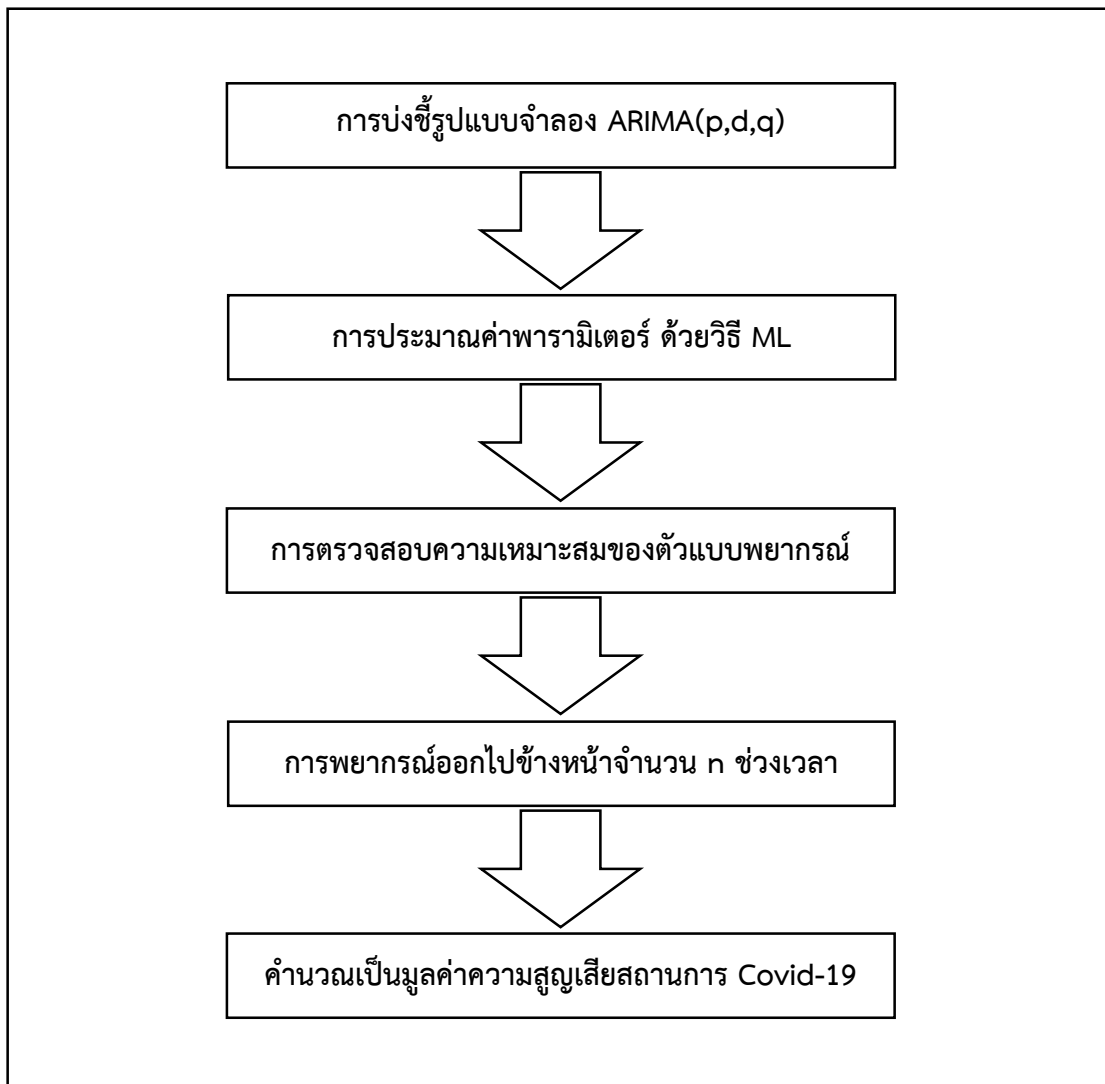 การบ่งชี้รูปแบบจำลอง ARIMA(p,d,q)
การประมาณค่าพารามิเตอร์ ด้วยวิธี ML
การตรวจสอบความเหมาะสมของตัวแบบพยากรณ์
การพยากรณ์ออกไปข้างหน้าจำนวน n ช่วงเวลา
คำนวณเป็นมูลค่าความสูญเสียสถานการ Covid-19